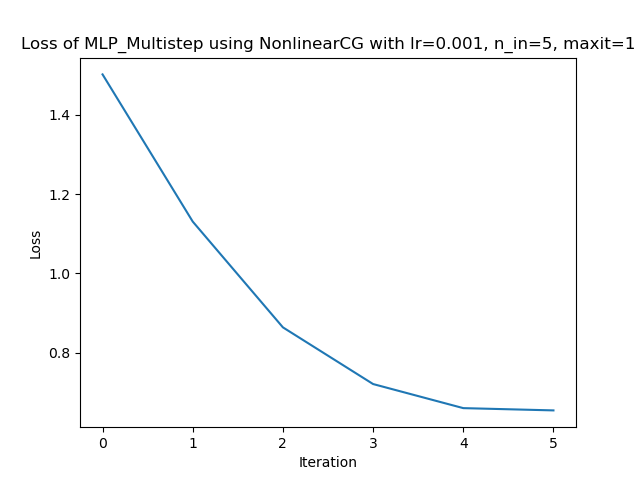 Loss of MLP_Multistep using NonlinearCG with lr=0.001, n_in=5, maxit=1
1.4
1.2
1.0
0.8
Loss
0 1 2 3 4 5
Iteration